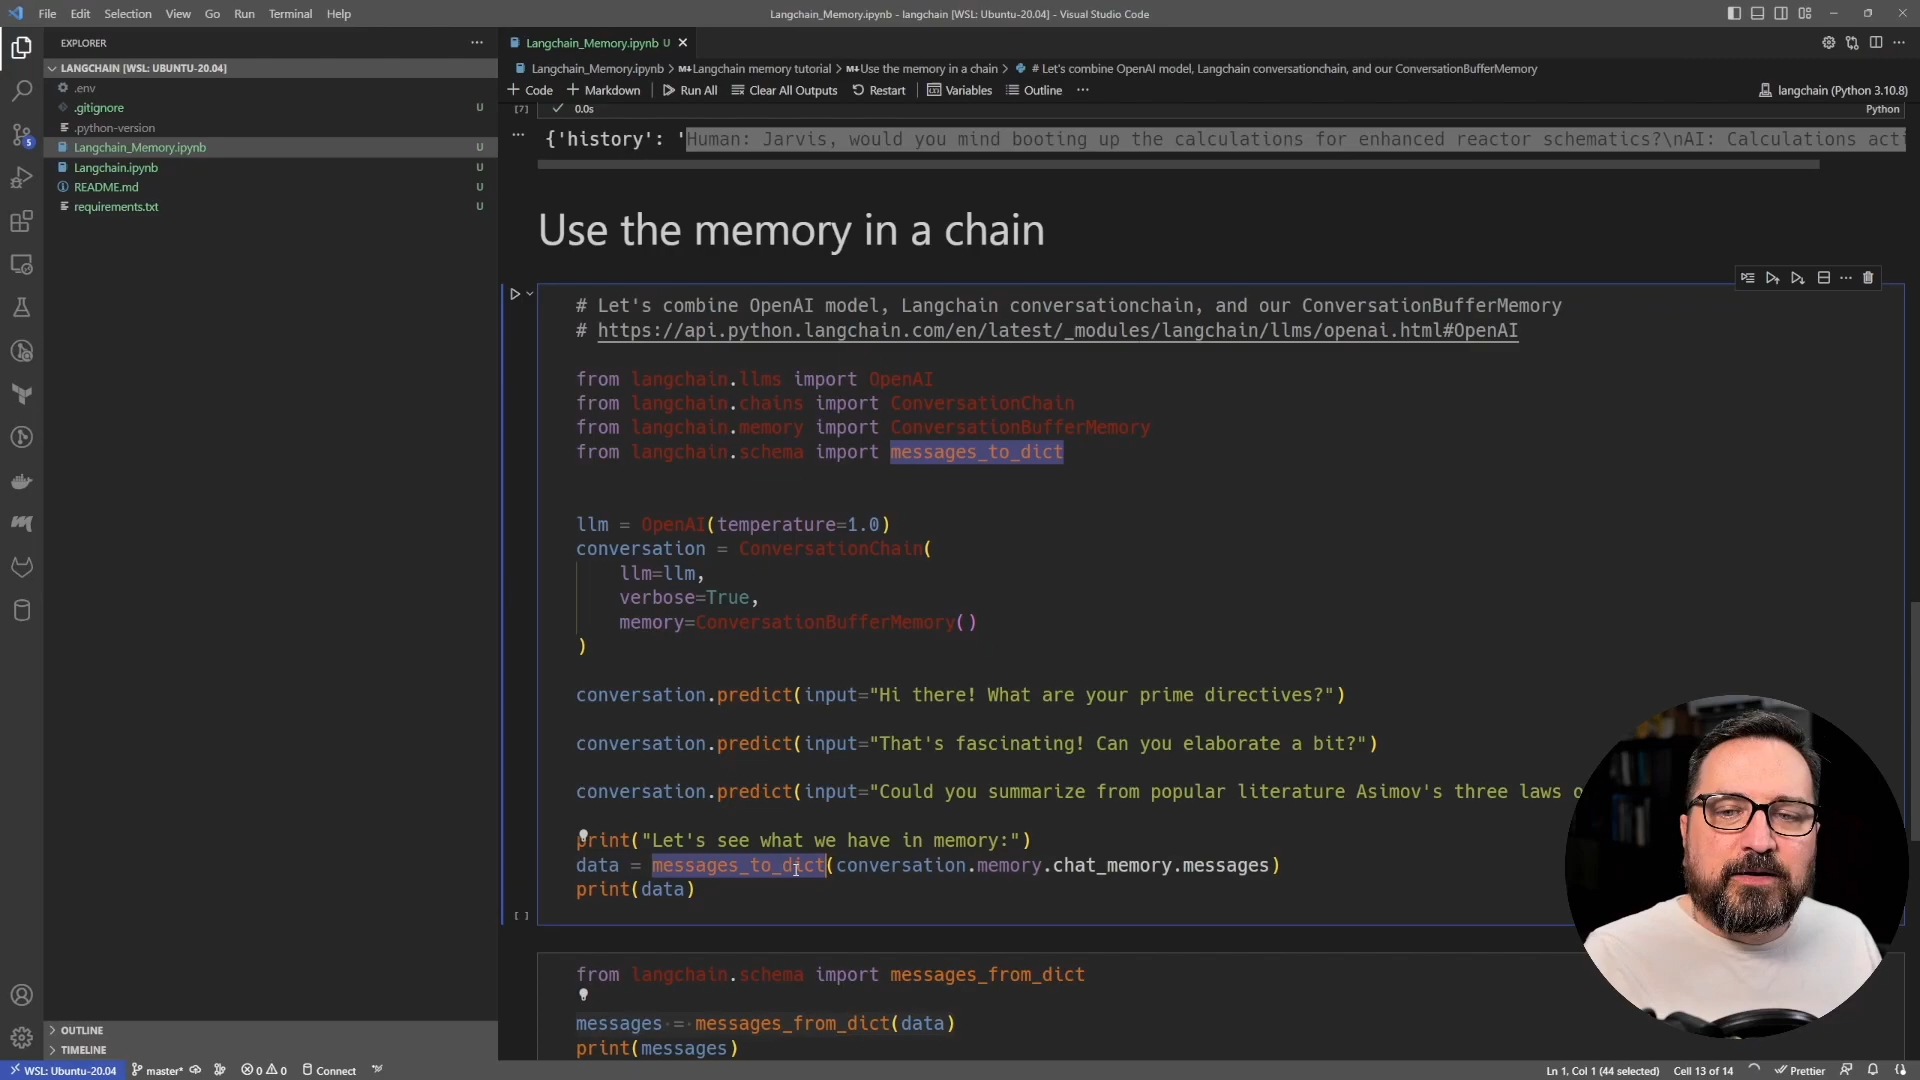 File Edit Selection View Go Run Terminal Help
Langchain_Memory.ipynb - langchain [WSL: Ubuntu-20.04] - Visual Studio Code
EXPLORER
LANGCHAIN [WSL: UBUNTU-20.04]
.env
.gitignore U
.python-version
Langchain_Memory.ipynb U
Langchain.ipynb U
README.md U
requirements.txt U
OUTLINE
TIMELINE
Langchain_Memory.ipynb U
Langchain_Memory.ipynb > Langchain memory tutorial > Use the memory in a chain > # Let's combine OpenAI model, Langchain conversationchain, and our ConversationBufferMemory
+ Code + Markdown Run All Clear All Outputs Restart Variables Outline ... langchain (Python 3.10.8)
[7] 0.0s Python
{'history': 'Human: Jarvis, would you mind booting up the calculations for enhanced reactor schematics?\nAI: Calculations acti
Use the memory in a chain
# Let's combine OpenAI model, Langchain conversationchain, and our ConversationBufferMemory
# https://api.python.langchain.com/en/latest/_modules/langchain/llms/openai.html#OpenAI
from langchain.llms import OpenAI
from langchain.chains import ConversationChain
from langchain.memory import ConversationBufferMemory
from langchain.schema import messages_to_dict
llm = OpenAI(temperature=1.0)
conversation = ConversationChain(
llm=llm,
verbose=True,
memory=ConversationBufferMemory()
)
conversation.predict(input="Hi there! What are your prime directives?")
conversation.predict(input="That's fascinating! Can you elaborate a bit?")
conversation.predict(input="Could you summarize from popular literature Asimov's three laws o
print("Let's see what we have in memory:")
data = messages_to_dict(conversation.memory.chat_memory.messages)
print(data)
[ ]
from langchain.schema import messages_from_dict
messages = messages_from_dict(data)
print(messages)
5
WSL: Ubuntu-20.04 master* 0 0 Connect
Ln 1, Col 1 (44 selected) Cell 13 of 14 Prettier